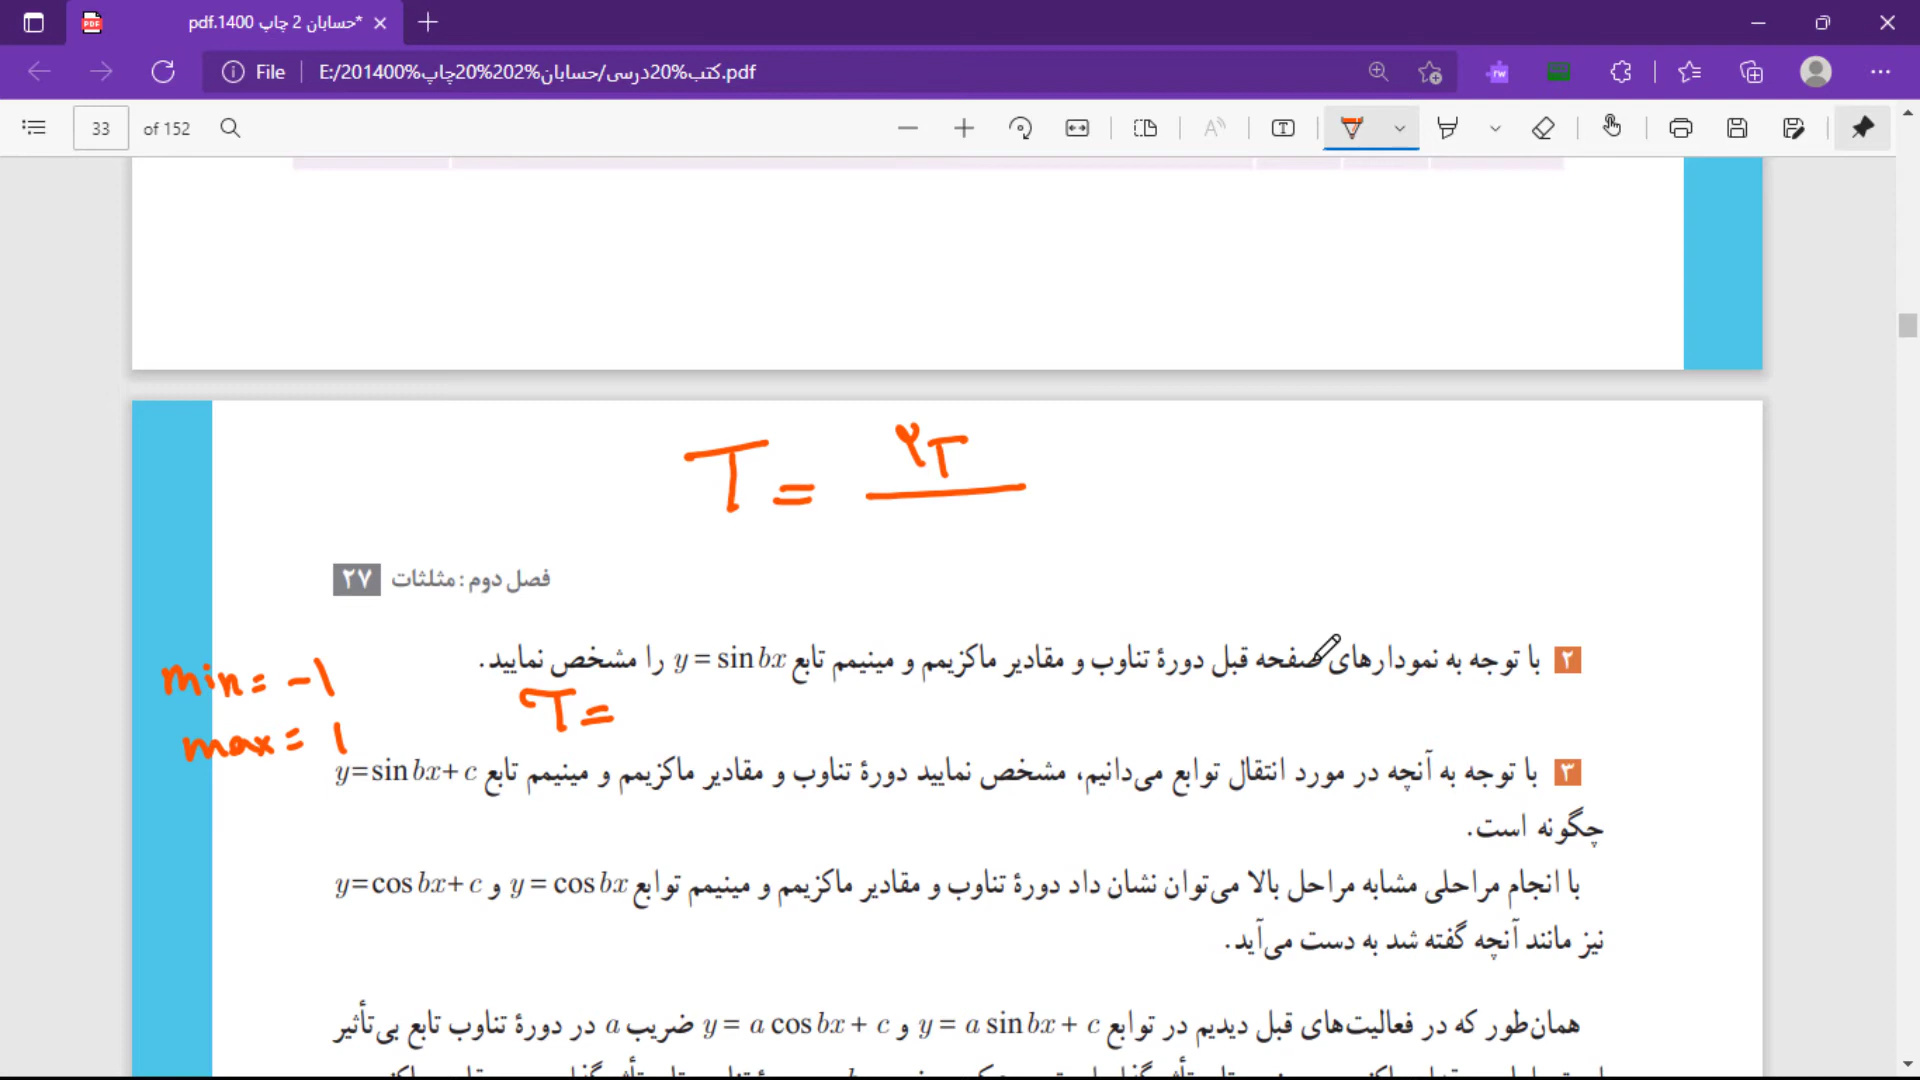 *حسابان 2 چاپ 1400.pdf
File
E:/201400%کتب%20درسی/حسابان%202%20چاپ.pdf
33 of 152
T = ۲π
فصل دوم : مثلثات ۲۷
۲ با توجه به نمودارهای صفحه قبل دورهٔ تناوب و مقادیر ماکزیمم و مینیمم تابع y = sin bx را مشخص نمایید.
min = -1
T =
max = 1
۳ با توجه به آنچه در مورد انتقال توابع می‌دانیم، مشخص نمایید دورهٔ تناوب و مقادیر ماکزیمم و مینیمم تابع y=sin bx+ c
چگونه است.
با انجام مراحلی مشابه مراحل بالا می‌توان نشان داد دورهٔ تناوب و مقادیر ماکزیمم و مینیمم توابع y = cos bx و y=cos bx+ c
نیز مانند آنچه گفته شد به دست می‌آید.
همان‌طور که در فعالیت‌های قبل دیدیم در توابع y = a sin bx + c و y = a cos bx + c ضریب a در دورهٔ تناوب تابع بی‌تأثیر